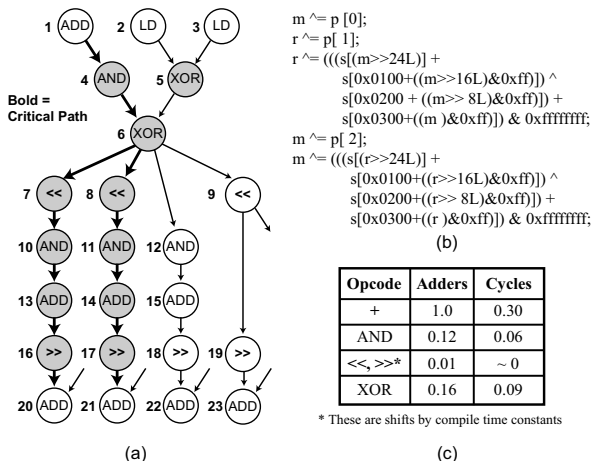 1 ADD 2 LD 3 LD
4 AND 5 XOR
Bold =
Critical Path
6 XOR
7 << 8 << 9 <<
10 AND 11 AND 12 AND
13 ADD 14 ADD 15 ADD
16 >> 17 >> 18 >> 19 >>
20 ADD 21 ADD 22 ADD 23 ADD
(a)
m ^= p [0];
r ^= p[ 1];
r ^= (((s[(m>>24L)] +
s[0x0100+((m>>16L)&0xff)]) ^
s[0x0200 + ((m>> 8L)&0xff)]) +
s[0x0300+((m )&0xff)]) & 0xffffffff;
m ^= p[ 2];
m ^= (((s[(r>>24L)] +
s[0x0100+((r>>16L)&0xff)]) ^
s[0x0200+((r>> 8L)&0xff)]) +
s[0x0300+((r )&0xff)]) & 0xffffffff;
(b)
Opcode Adders Cycles
+ 1.0 0.30
AND 0.12 0.06
<<, >>* 0.01 ~ 0
XOR 0.16 0.09
* These are shifts by compile time constants
(c)